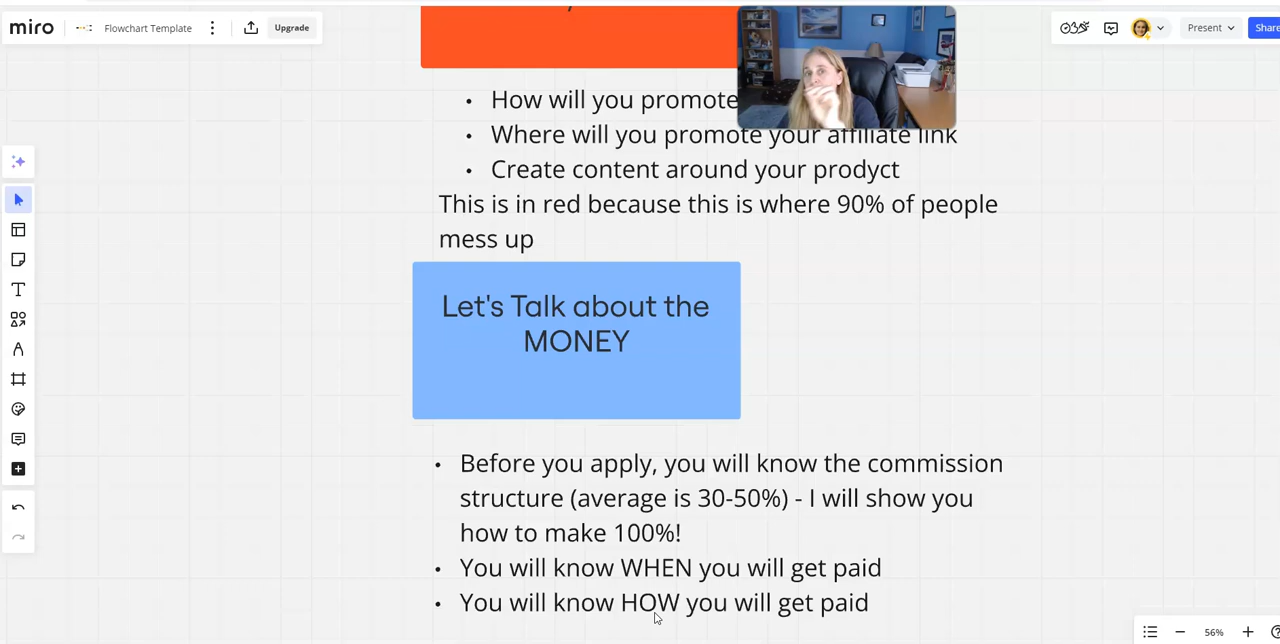 miro
Flowchart Template
Upgrade
Present
Share
How will you promote
Where will you promote your affiliate link
Create content around your prodyct
This is in red because this is where 90% of people
mess up
Let's Talk about the
MONEY
Before you apply, you will know the commission
structure (average is 30-50%) - I will show you
how to make 100%!
You will know WHEN you will get paid
You will know HOW you will get paid
56%